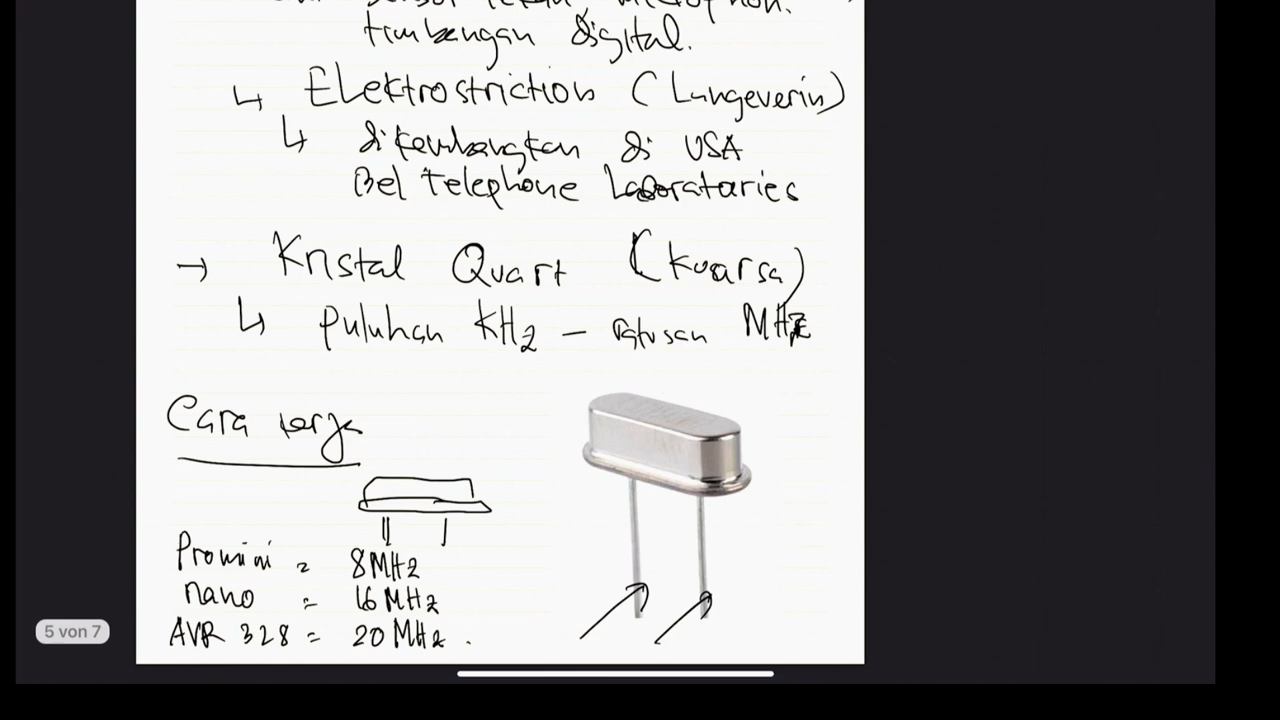 timbangan digital.
↳ Elektrostriction (Langeverin)
↳ dikembangkan di USA
Bel Telephone Laborataries
→ Kristal Quart (kuarsa)
↳ Puluhan KHz – ratusan MHz
Cara kerja
Promini = 8MHz
nano = 16 MHz
AVR 328 = 20 MHz.
5 von 7